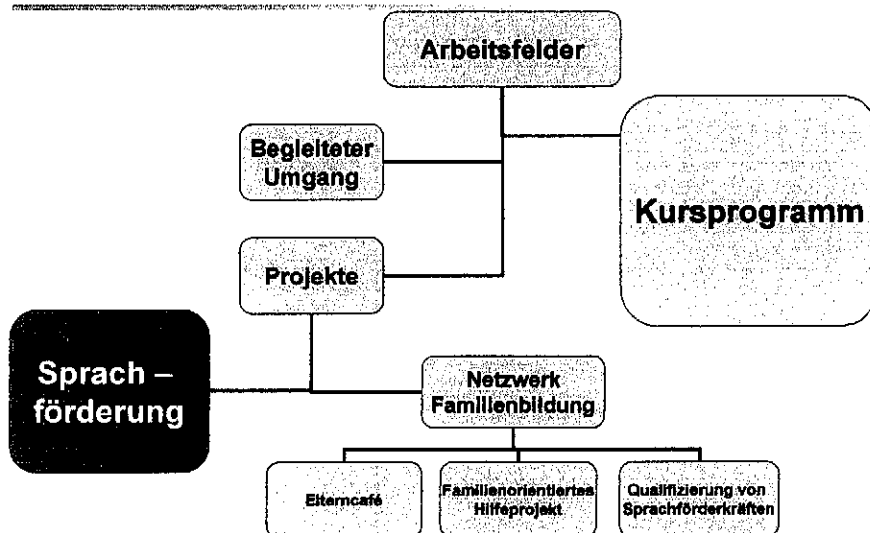 Arbeitsfelder
Begleiteter
Umgang
Kursprogramm
Projekte
Sprach –
förderung
Netzwerk
Familienbildung
Elterncafé
Familienorientiertes
Hilfeprojekt
Qualifizierung von
Sprachförderkräften